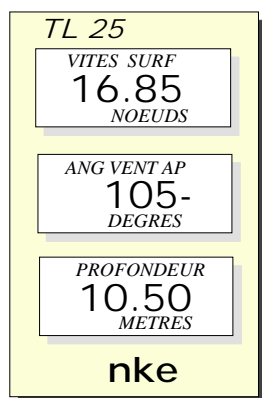 TL 25
VITES SURF
16.85
NOEUDS
ANG VENT AP
105-
DEGRES
PROFONDEUR
10.50
METRES
nke